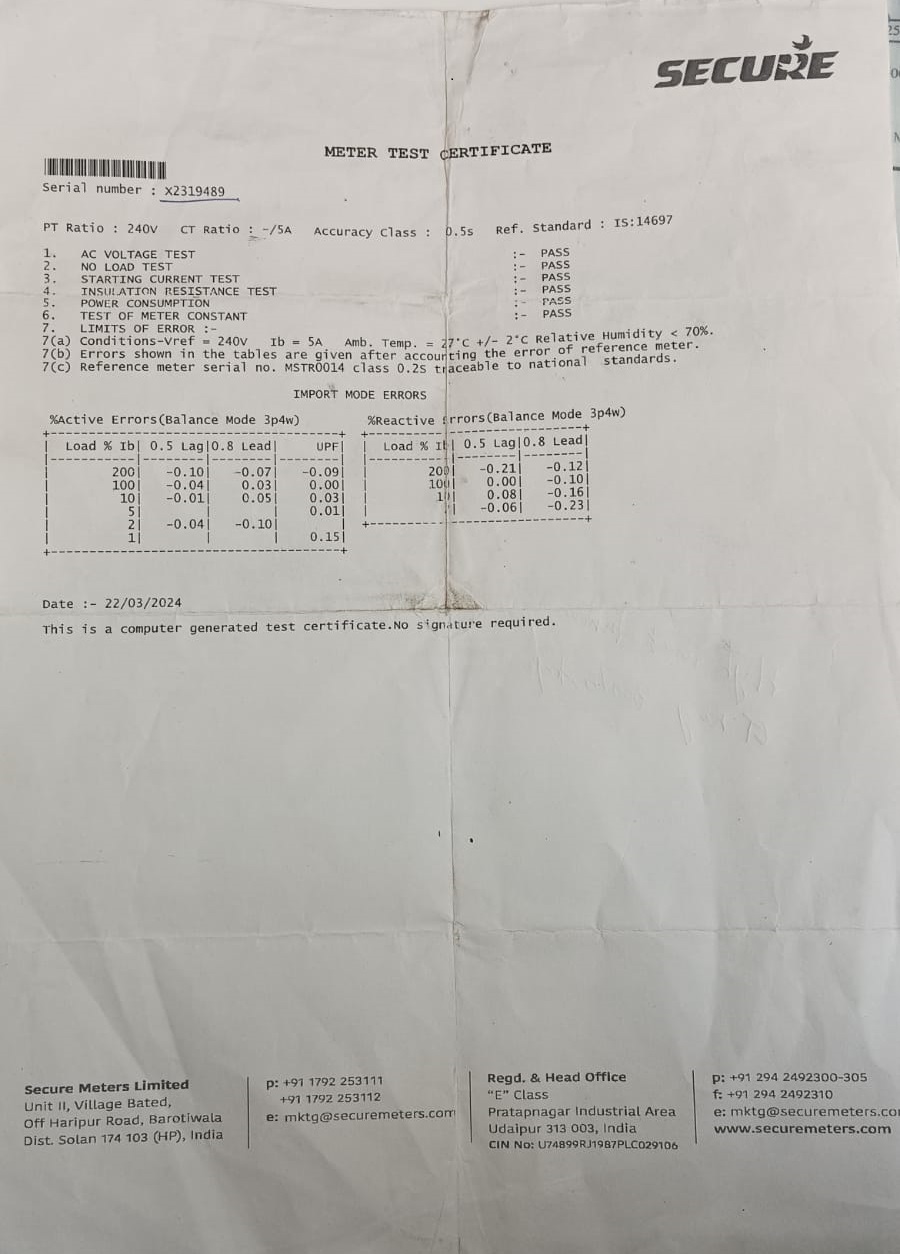 SECURE
METER TEST CERTIFICATE
Serial number : X2319489
PT Ratio : 240V CT Ratio : -/5A Accuracy Class : 0.5s Ref. Standard : IS:14697
1. AC VOLTAGE TEST :- PASS
2. NO LOAD TEST :- PASS
3. STARTING CURRENT TEST :- PASS
4. INSULATION RESISTANCE TEST :- PASS
5. POWER CONSUMPTION :- PASS
6. TEST OF METER CONSTANT :- PASS
7. LIMITS OF ERROR :-
7(a) Conditions-Vref = 240V Ib = 5A Amb. Temp. = 27°C +/- 2°C Relative Humidity < 70%.
7(b) Errors shown in the tables are given after accounting the error of reference meter.
7(c) Reference meter serial no. MSTR0014 class 0.2S traceable to national standards.
IMPORT MODE ERRORS
%Active Errors(Balance Mode 3p4w)
Load % Ib| 0.5 Lag|0.8 Lead| UPF|
200| -0.10| -0.07| -0.09|
100| -0.04| 0.03| 0.00|
10| -0.01| 0.05| 0.03|
5| | | 0.01|
2| -0.04| -0.10| |
1| | | 0.15|
%Reactive Errors(Balance Mode 3p4w)
Load % Ib| 0.5 Lag|0.8 Lead|
200| -0.21| -0.12|
100| 0.00| -0.10|
10| 0.08| -0.16|
| -0.06| -0.23|
Date :- 22/03/2024
This is a computer generated test certificate.No signature required.
Secure Meters Limited
Unit II, Village Bated,
Off Haripur Road, Barotiwala
Dist. Solan 174 103 (HP), India
p: +91 1792 253111
+91 1792 253112
e: mktg@securemeters.com
Regd. & Head Office
"E" Class
Pratapnagar Industrial Area
Udaipur 313 003, India
CIN No: U74899RJ1987PLC029106
p: +91 294 2492300-305
f: +91 294 2492310
e: mktg@securemeters.co
www.securemeters.com